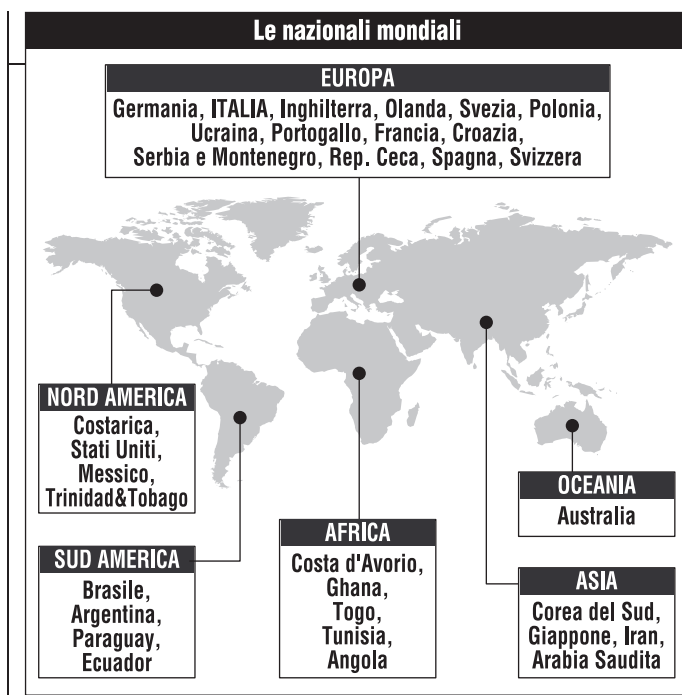 Le nazionali mondiali
EUROPA
Germania, ITALIA, Inghilterra, Olanda, Svezia, Polonia,
Ucraina, Portogallo, Francia, Croazia,
Serbia e Montenegro, Rep. Ceca, Spagna, Svizzera
NORD AMERICA
Costarica,
Stati Uniti,
Messico,
Trinidad&Tobago
SUD AMERICA
Brasile,
Argentina,
Paraguay,
Ecuador
AFRICA
Costa d'Avorio,
Ghana,
Togo,
Tunisia,
Angola
OCEANIA
Australia
ASIA
Corea del Sud,
Giappone, Iran,
Arabia Saudita